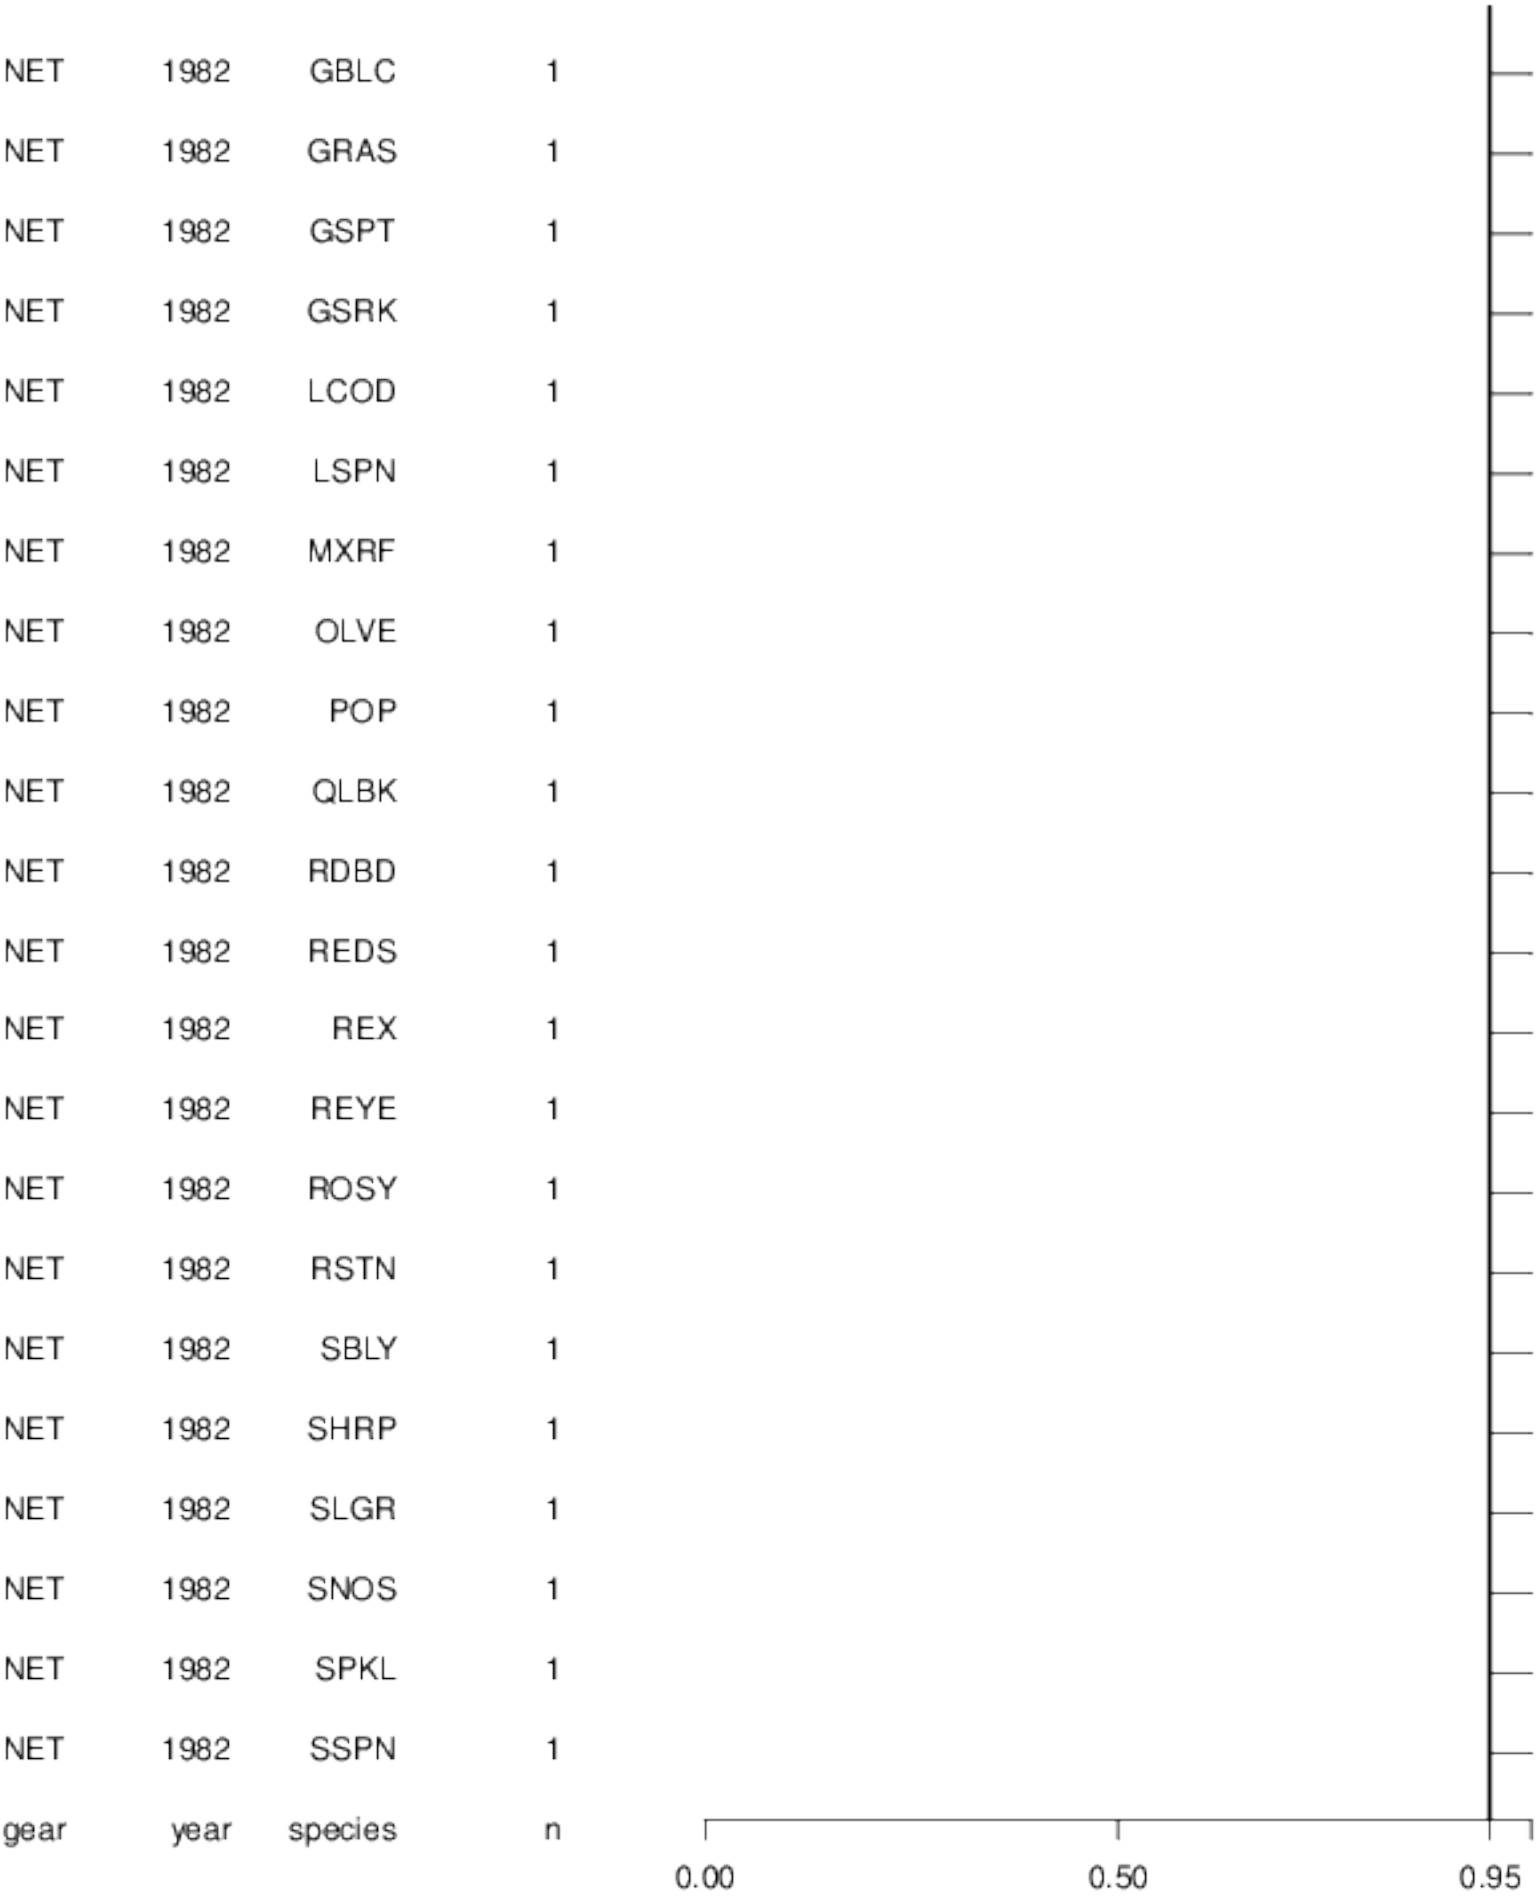 NET 1982 GBLC 1
NET 1982 GRAS 1
NET 1982 GSPT 1
NET 1982 GSRK 1
NET 1982 LCOD 1
NET 1982 LSPN 1
NET 1982 MXRF 1
NET 1982 OLVE 1
NET 1982 POP 1
NET 1982 QLBK 1
NET 1982 RDBD 1
NET 1982 REDS 1
NET 1982 REX 1
NET 1982 REYE 1
NET 1982 ROSY 1
NET 1982 RSTN 1
NET 1982 SBLY 1
NET 1982 SHRP 1
NET 1982 SLGR 1
NET 1982 SNOS 1
NET 1982 SPKL 1
NET 1982 SSPN 1
gear year species n
0.00 0.50 0.95